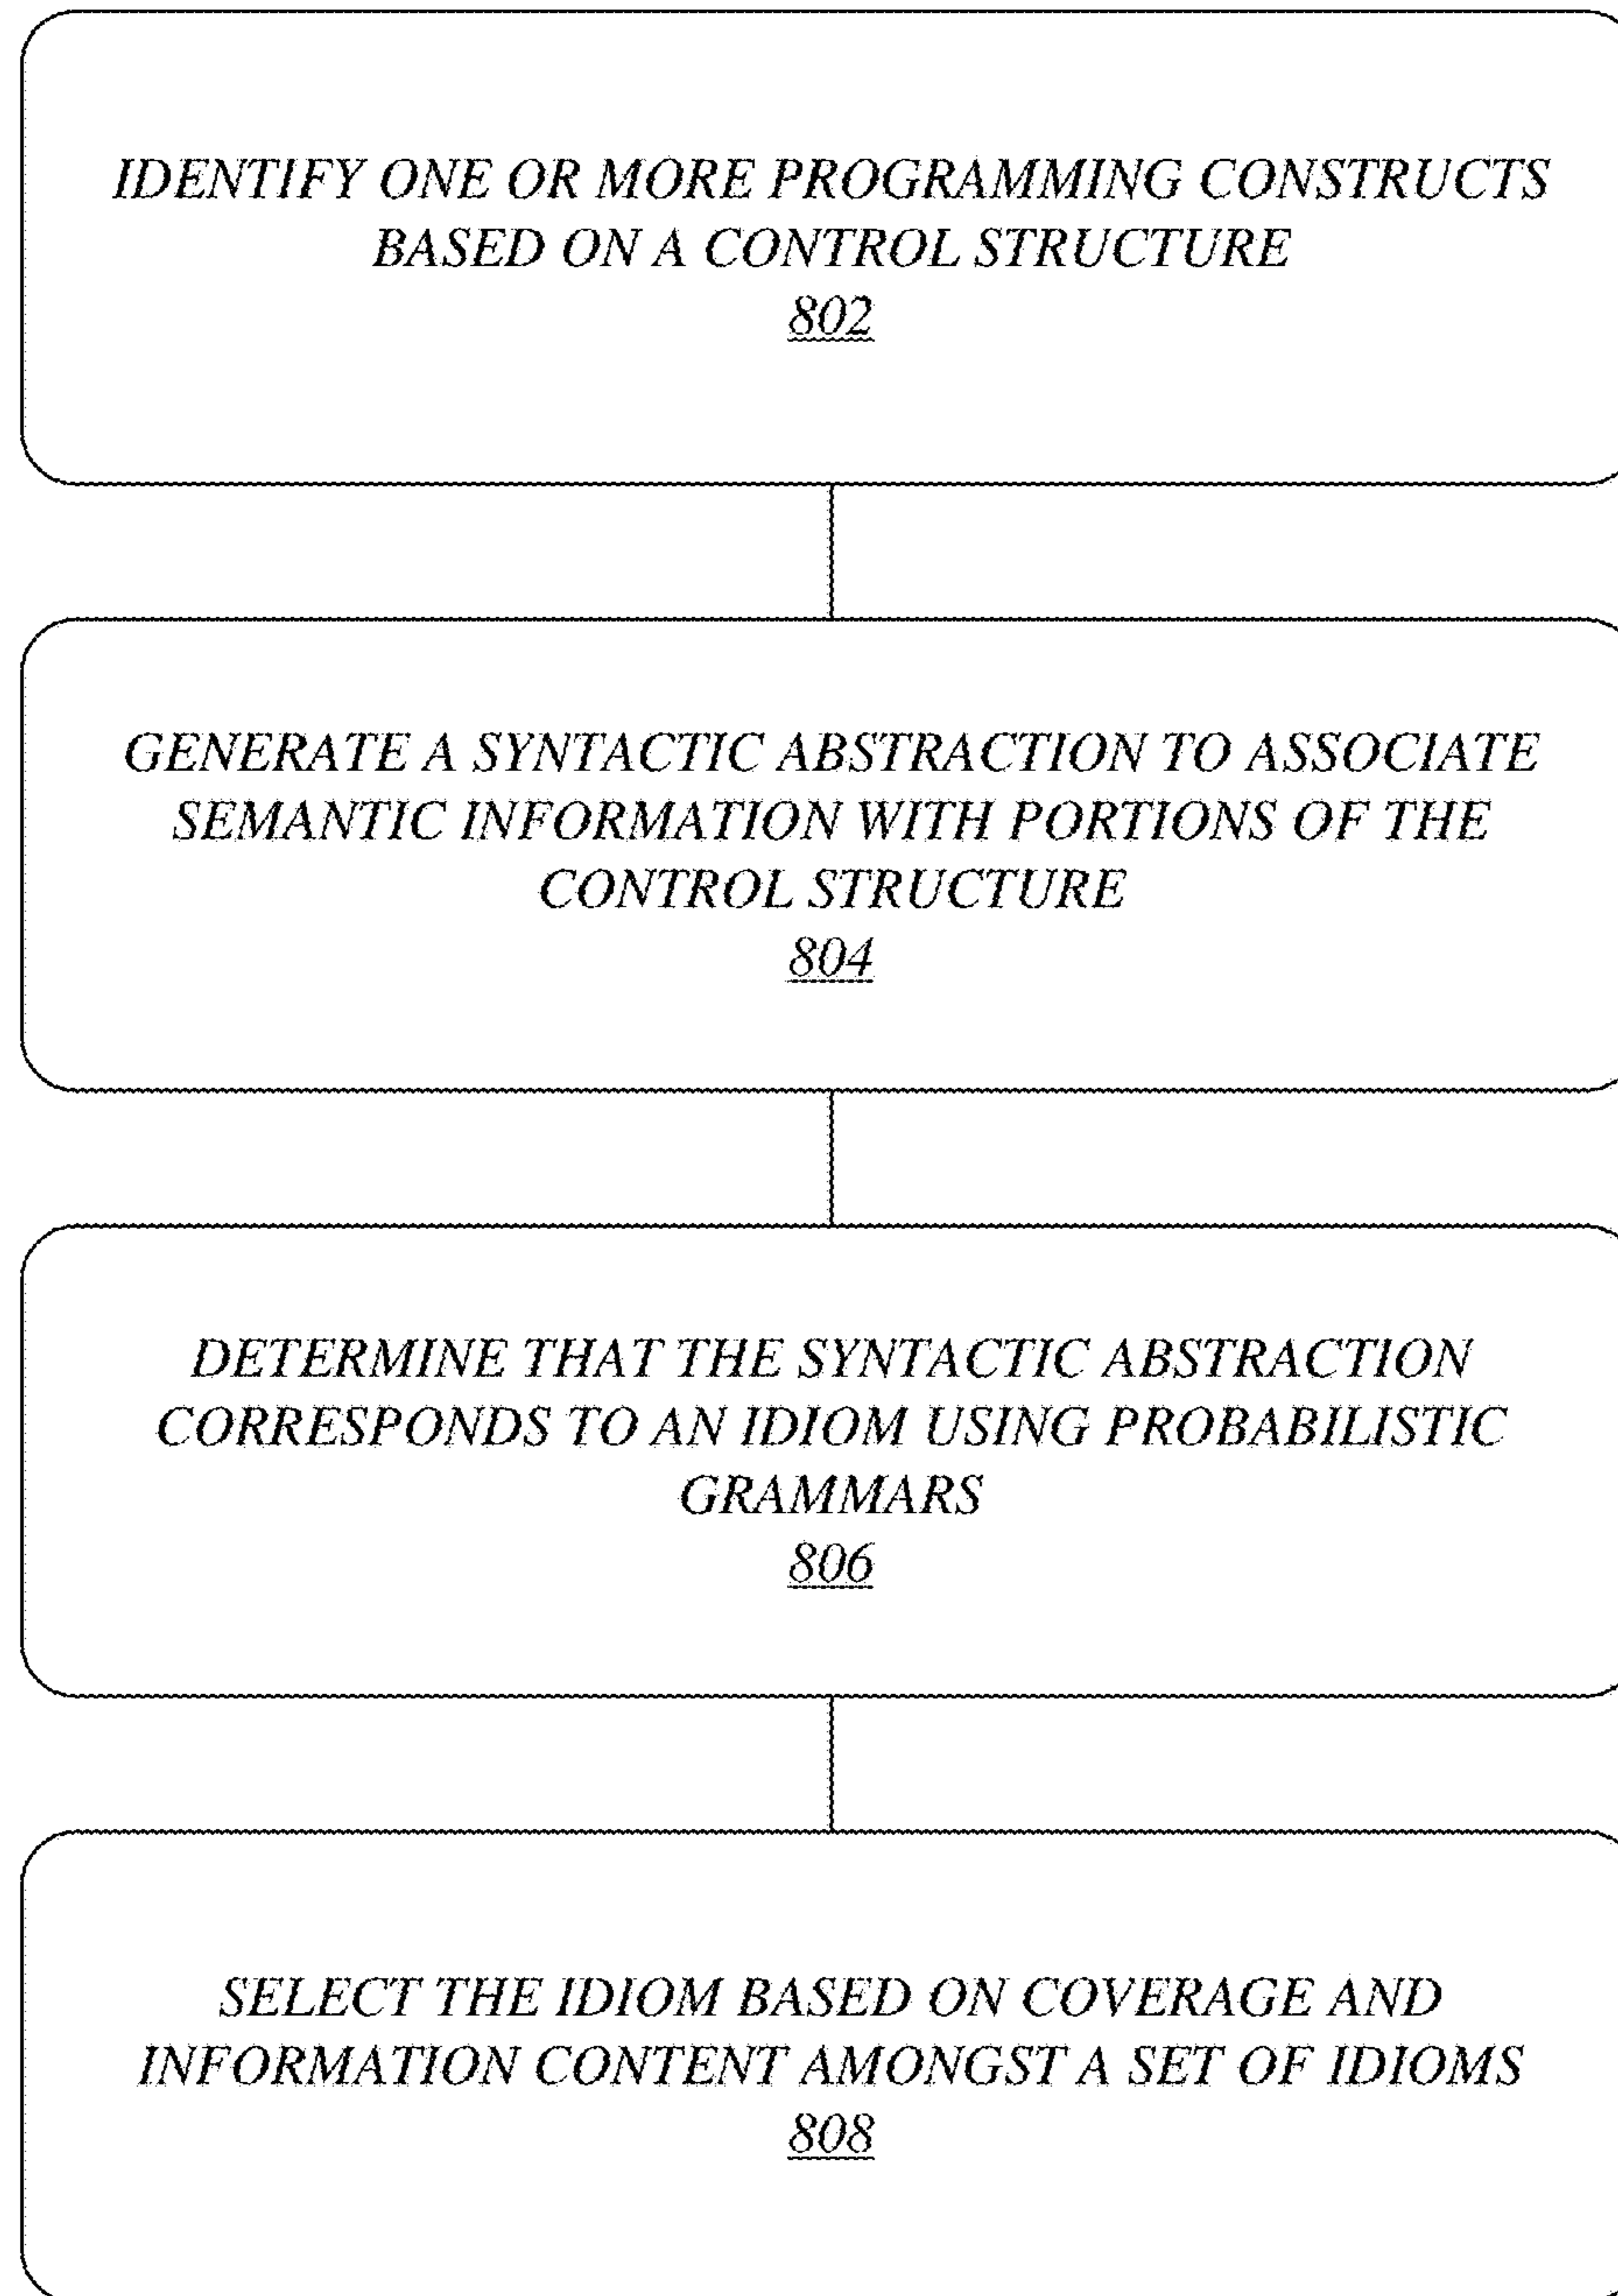 IDENTIFY ONE OR MORE PROGRAMMING CONSTRUCTS
BASED ON A CONTROL STRUCTURE
802
GENERATE A SYNTACTIC ABSTRACTION TO ASSOCIATE
SEMANTIC INFORMATION WITH PORTIONS OF THE
CONTROL STRUCTURE
804
DETERMINE THAT THE SYNTACTIC ABSTRACTION
CORRESPONDS TO AN IDIOM USING PROBABILISTIC
GRAMMARS
806
SELECT THE IDIOM BASED ON COVERAGE AND
INFORMATION CONTENT AMONGST A SET OF IDIOMS
808